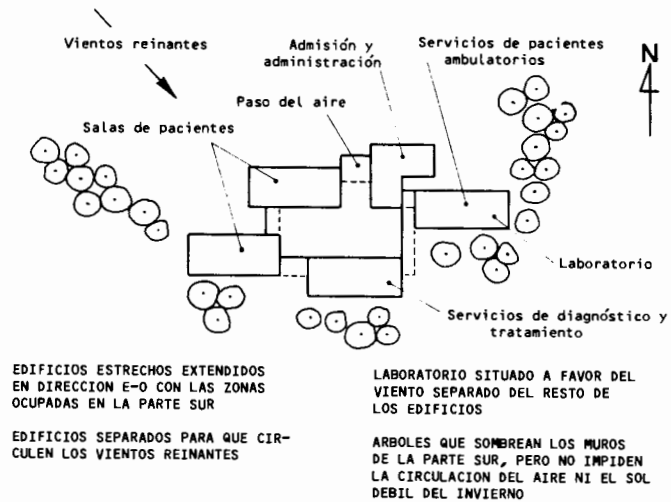 Vientos reinantes
Admisión y
administración
Servicios de pacientes
ambulatorios
N
Paso del aire
Salas de pacientes
Laboratorio
Servicios de diagnóstico y
tratamiento
EDIFICIOS ESTRECHOS EXTENDIDOS
EN DIRECCION E-O CON LAS ZONAS
OCUPADAS EN LA PARTE SUR
EDIFICIOS SEPARADOS PARA QUE CIR-
CULEN LOS VIENTOS REINANTES
LABORATORIO SITUADO A FAVOR DEL
VIENTO SEPARADO DEL RESTO DE
LOS EDIFICIOS
ARBOLES QUE SOMBREAN LOS MUROS
DE LA PARTE SUR, PERO NO IMPIDEN
LA CIRCULACION DEL AIRE NI EL SOL
DEBIL DEL INVIERNO